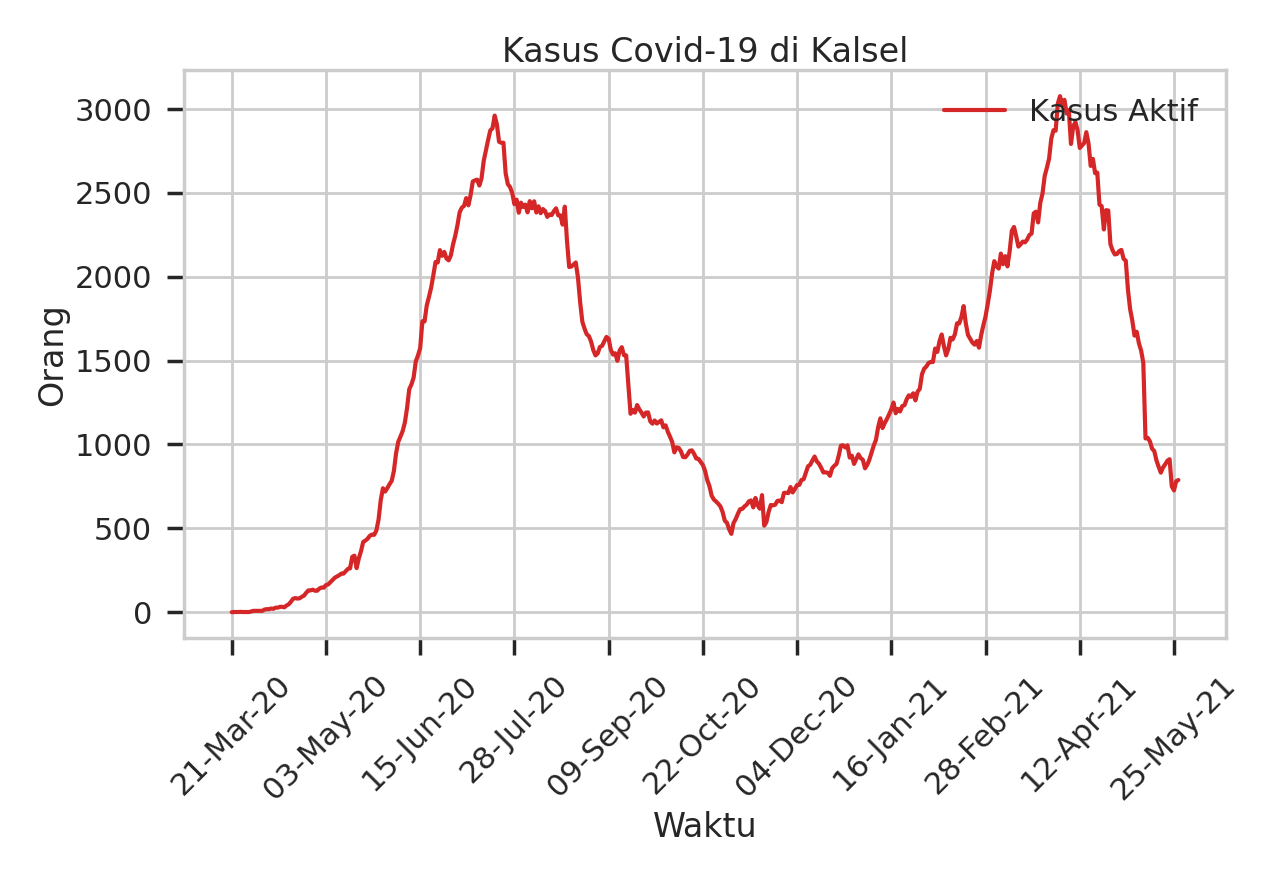 Kasus Covid-19 di Kalsel
Kasus Aktif
Orang
3000
2500
2000
1500
1000
500
0
21-Mar-20
03-May-20
15-Jun-20
28-Jul-20
09-Sep-20
22-Oct-20
04-Dec-20
16-Jan-21
28-Feb-21
12-Apr-21
25-May-21
Waktu